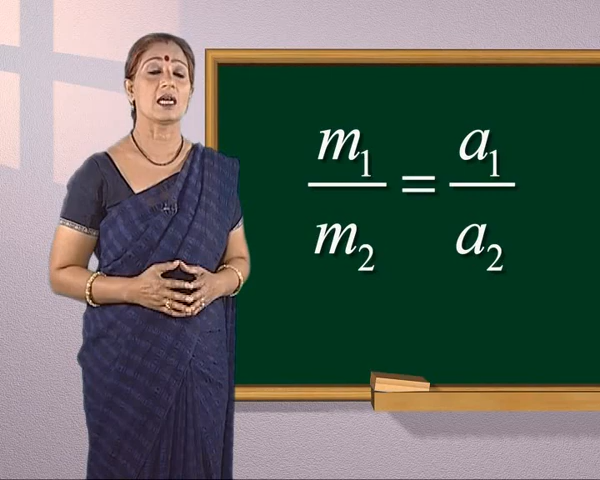 m₁/m₂ = a₁/a₂